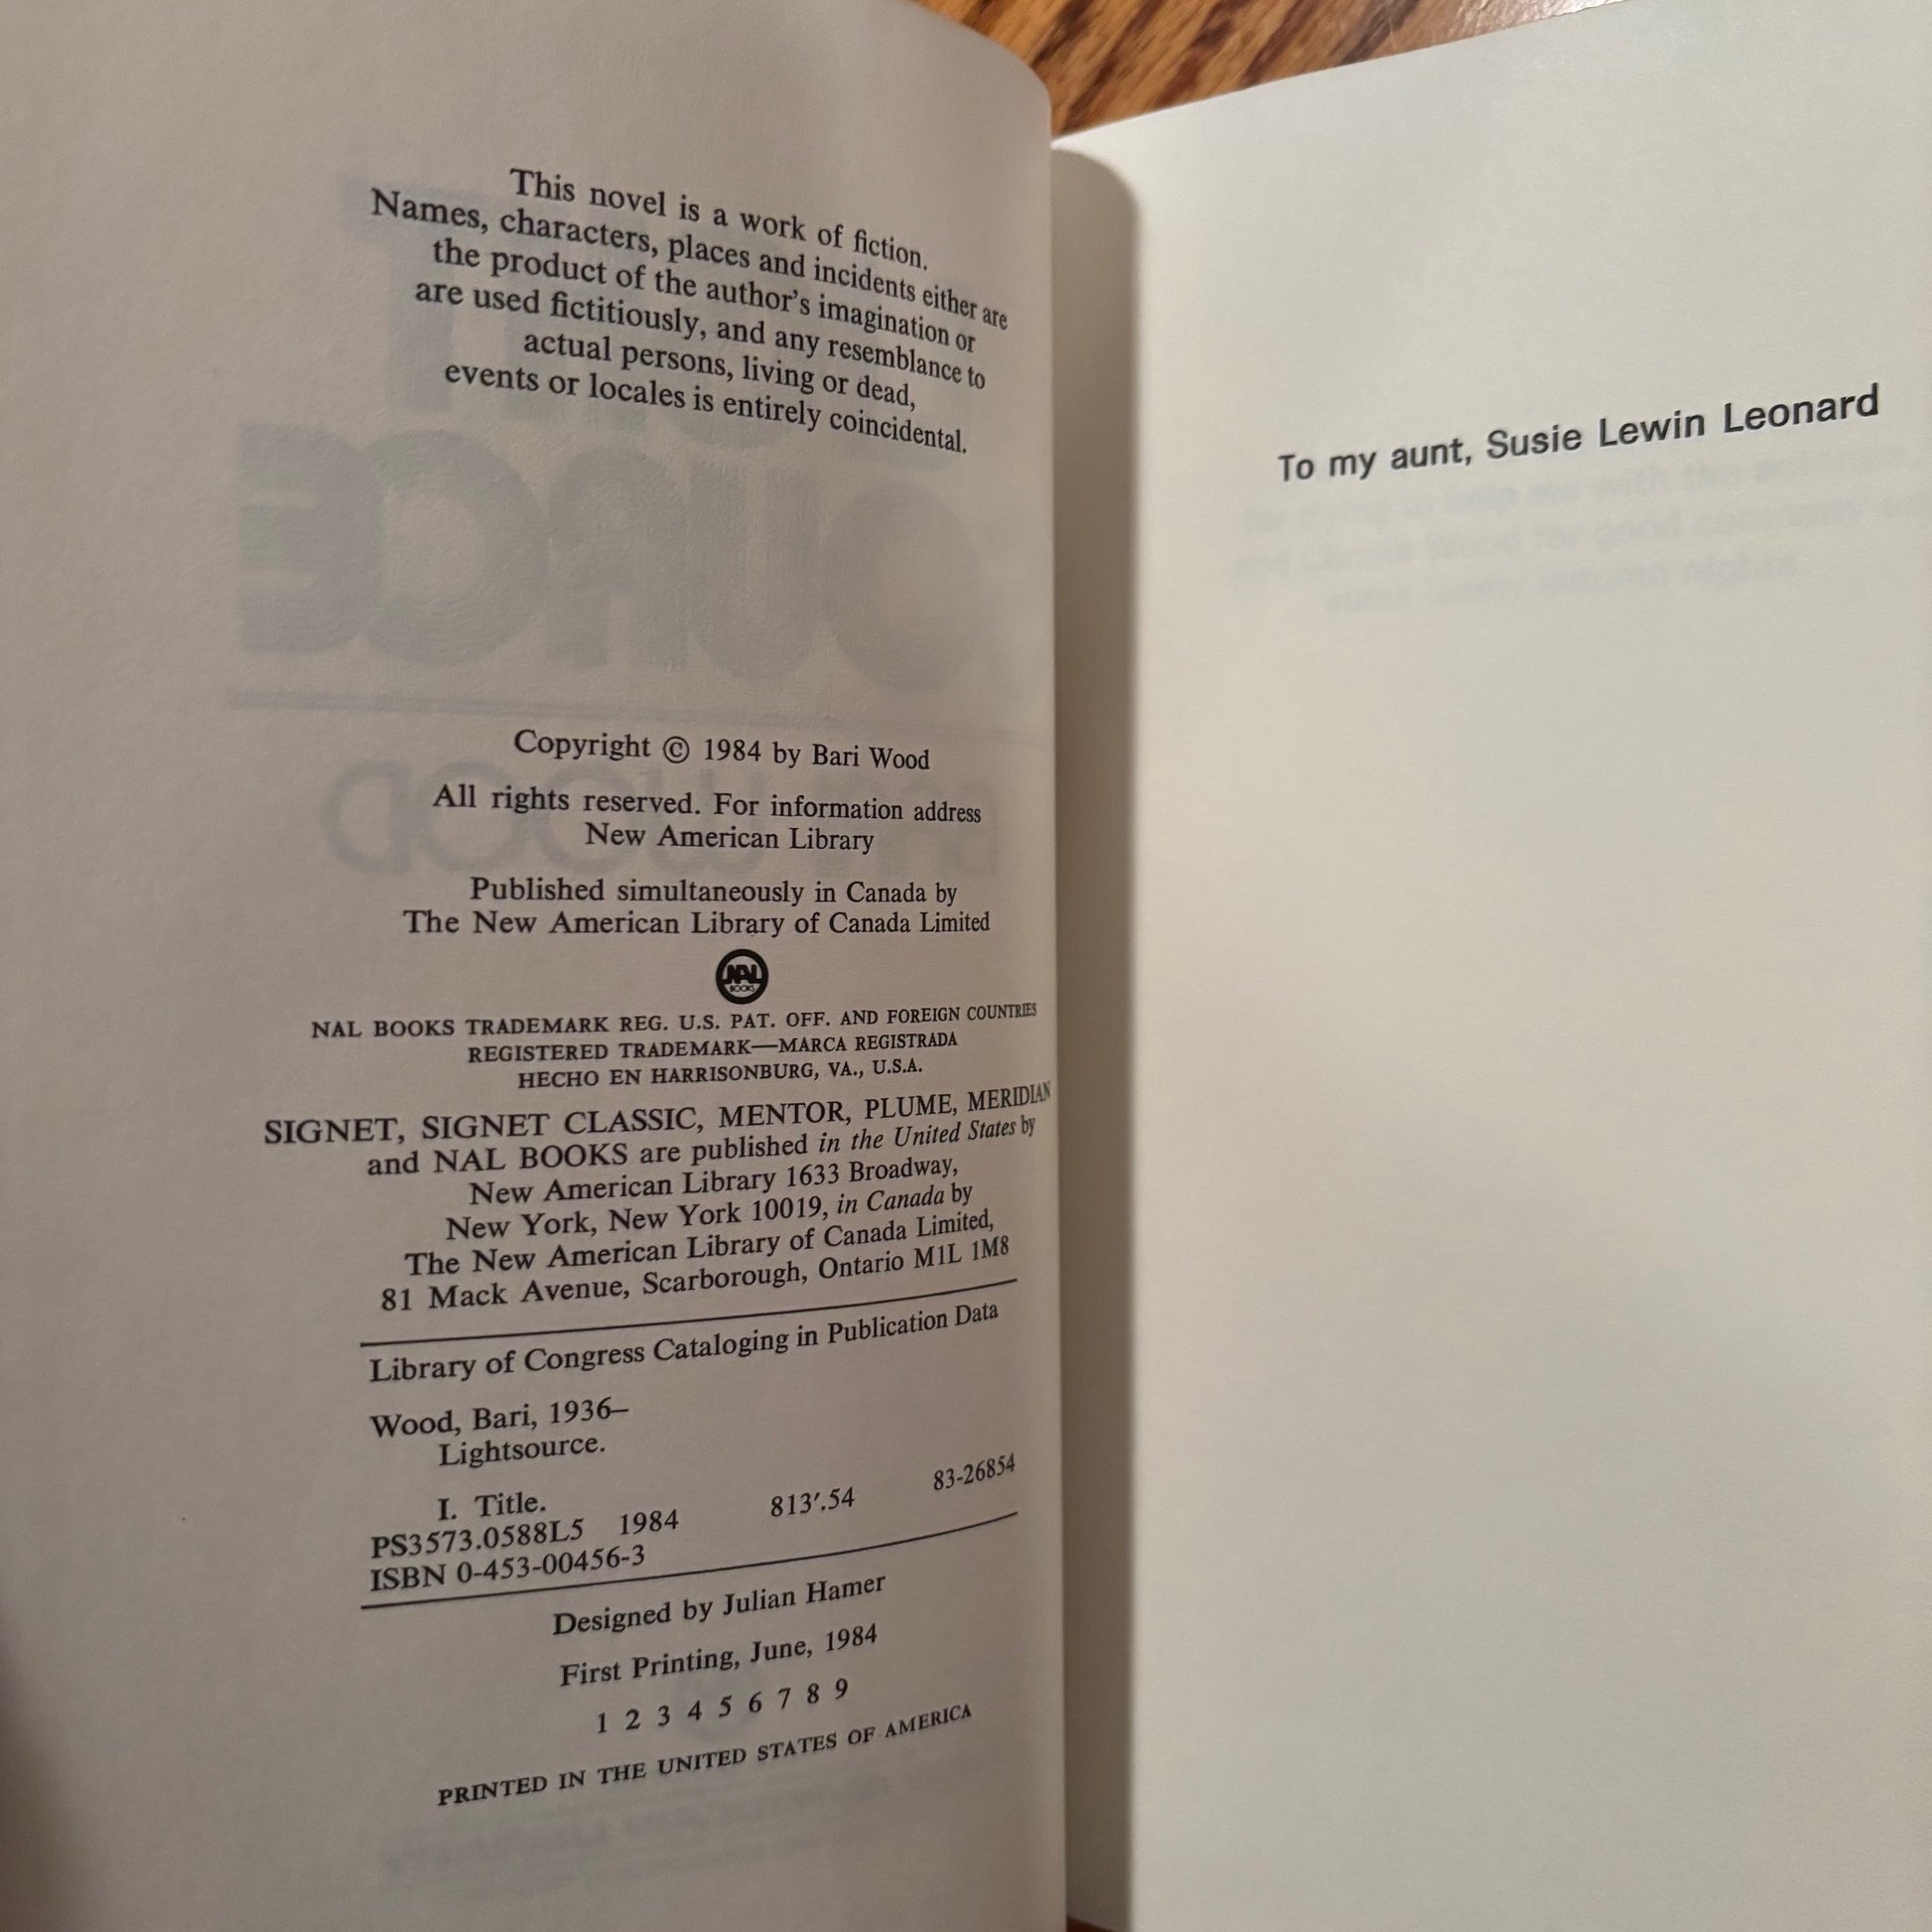 This novel is a work of fiction.
Names, characters, places and incidents either are
the product of the author's imagination or
are used fictitiously, and any resemblance to
actual persons, living or dead,
events or locales is entirely coincidental.
Copyright © 1984 by Bari Wood
All rights reserved. For information address
New American Library
Published simultaneously in Canada by
The New American Library of Canada Limited
NAL
BOOKS
NAL BOOKS TRADEMARK REG. U.S. PAT. OFF. AND FOREIGN COUNTRIES
REGISTERED TRADEMARK—MARCA REGISTRADA
HECHO EN HARRISONBURG, VA., U.S.A.
SIGNET, SIGNET CLASSIC, MENTOR, PLUME, MERIDIAN
and NAL BOOKS are published in the United States by
New American Library 1633 Broadway,
New York, New York 10019, in Canada by
The New American Library of Canada Limited,
81 Mack Avenue, Scarborough, Ontario M1L 1M8
Library of Congress Cataloging in Publication Data
Wood, Bari, 1936–
Lightsource.
I. Title.
PS3573.0588L5 1984 813′.54 83-26854
ISBN 0-453-00456-3
Designed by Julian Hamer
First Printing, June, 1984
1 2 3 4 5 6 7 8 9
PRINTED IN THE UNITED STATES OF AMERICA
To my aunt, Susie Lewin Leonard